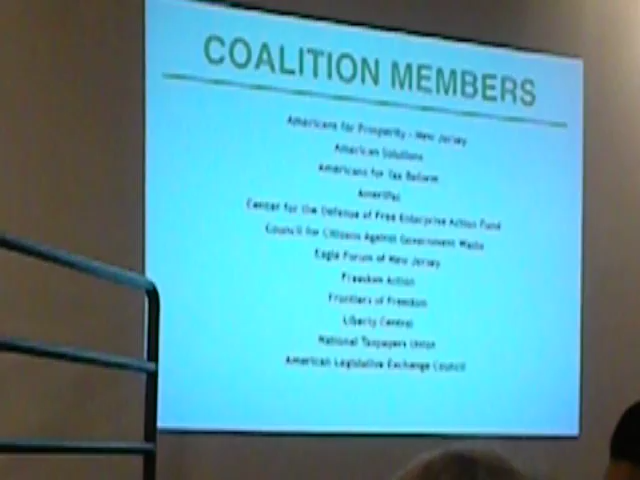 COALITION MEMBERS
Americans for Prosperity - New Jersey
American Solutions
Americans for Tax Reform
AmeriPac
Center for the Defense of Free Enterprise Action Fund
Council for Citizens Against Government Waste
Eagle Forum of New Jersey
Freedom Action
Frontiers of Freedom
Liberty Central
National Taxpayers Union
American Legislative Exchange Council